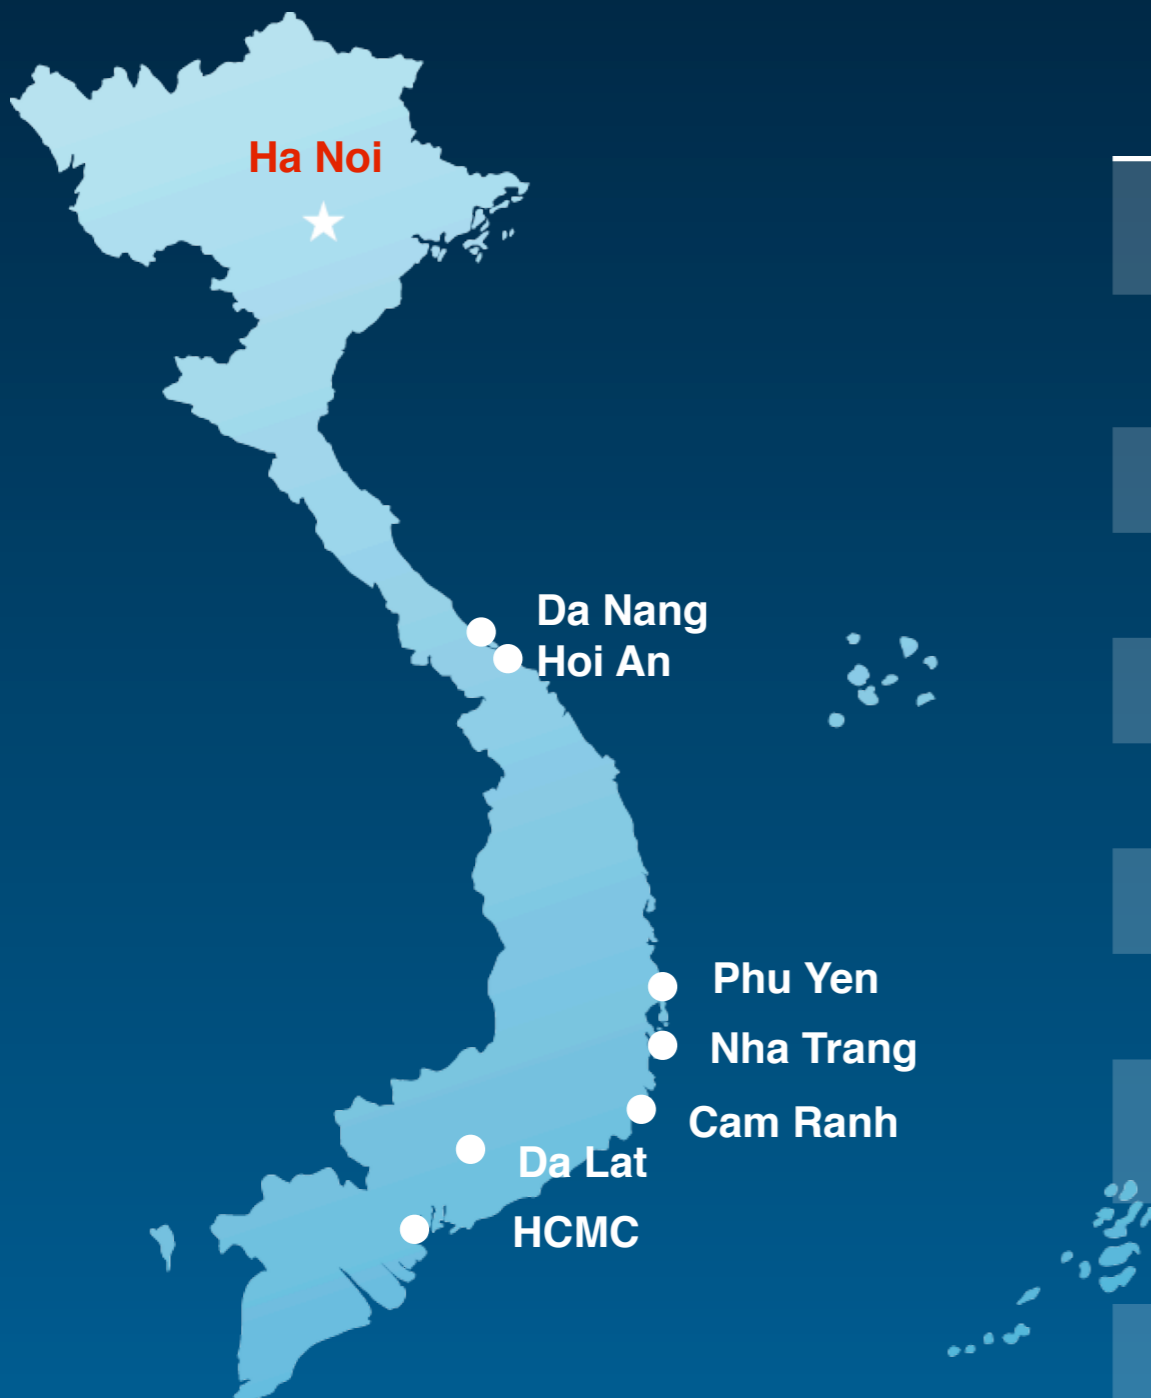 Ha Noi
Da Nang
Hoi An
Phu Yen
Nha Trang
Cam Ranh
Da Lat
HCMC